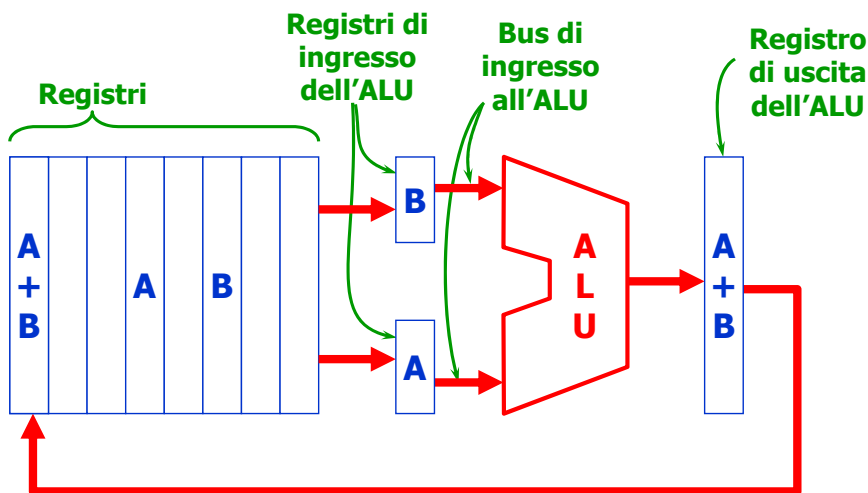 Registri
Registri di
ingresso
dell'ALU
Bus di
ingresso
all'ALU
Registro
di uscita
dell'ALU
A
+
B
A
B
B
A
A
L
U
A
+
B